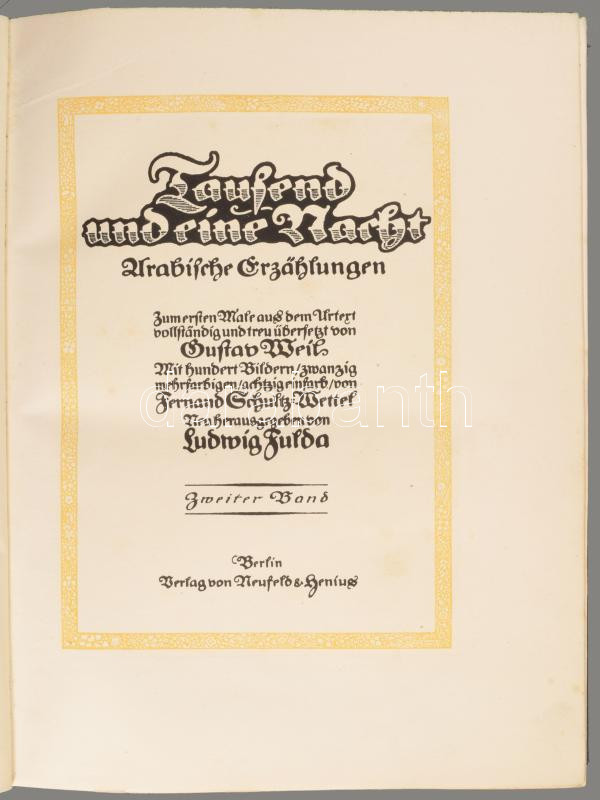 Tausend
und eine Nacht
Arabische Erzählungen
Zum ersten Male aus dem Urtext
vollständig und treu übersetzt von
Gustav Weil.
Mit hundert Bildern/zwanzig
mehrfarbigen/achtzig einfarb/von
Fernand Schultz-Wettel
Neu herausgegeben von
Ludwig Fulda
Zweiter Band
Berlin
Verlag von Neufeld & Henius